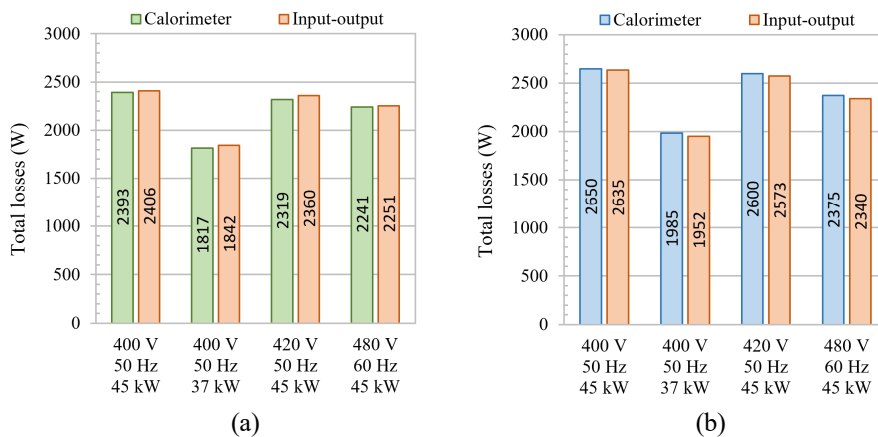 Calorimeter Input-output
3000
2500
2000
1500
1000
500
0
Total losses (W)
2393
2406
1817
1842
2319
2360
2241
2251
400 V 400 V 420 V 480 V
50 Hz 50 Hz 50 Hz 60 Hz
45 kW 37 kW 45 kW 45 kW
(a)
Calorimeter Input-output
3000
2500
2000
1500
1000
500
0
Total losses (W)
2650
2635
1985
1952
2600
2573
2375
2340
400 V 400 V 420 V 480 V
50 Hz 50 Hz 50 Hz 60 Hz
45 kW 37 kW 45 kW 45 kW
(b)